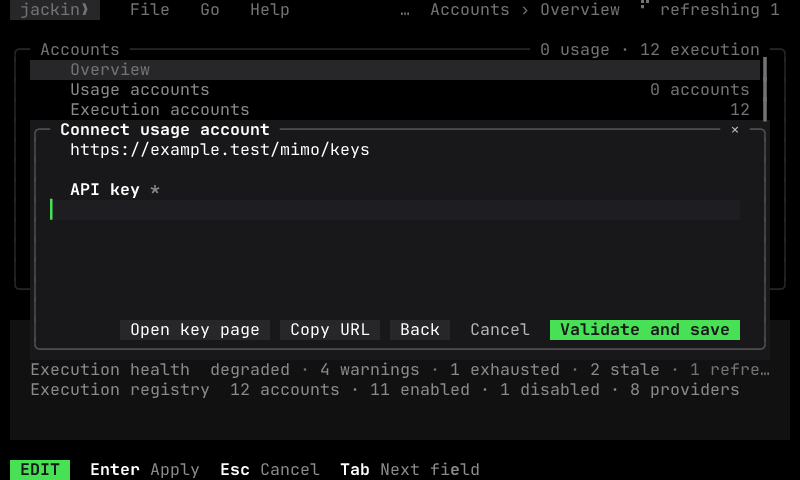 jackin❯ File Go Help … Accounts › Overview ⠛ refreshing 1
Accounts 0 usage · 12 execution
Overview
Usage accounts 0 accounts
Execution accounts 12
Connect usage account ×
https://example.test/mimo/keys
API key *
Open key page Copy URL Back Cancel Validate and save
Execution health degraded · 4 warnings · 1 exhausted · 2 stale · 1 refre…
Execution registry 12 accounts · 11 enabled · 1 disabled · 8 providers
EDIT Enter Apply Esc Cancel Tab Next field